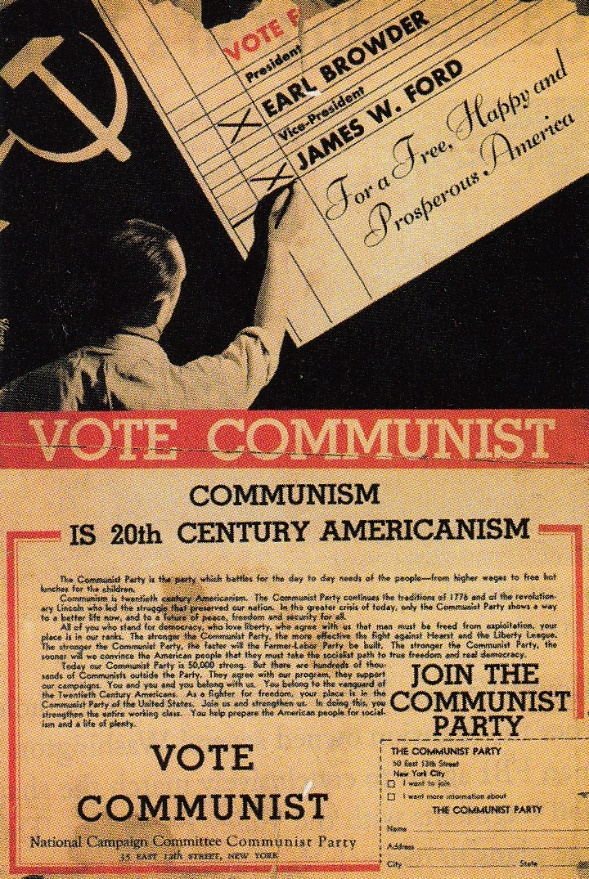 VOTE F
President
EARL BROWDER
Vice-President
JAMES W. FORD
For a Free, Happy and
Prosperous America
VOTE COMMUNIST
COMMUNISM
IS 20th CENTURY AMERICANISM
The Communist Party is the party which battles for the day to day needs of the people—from higher wages to free hot
lunches for the children.
Communism is twentieth century Americanism. The Communist Party continues the traditions of 1776 and of the revolution-
ary Lincoln who led the struggle that preserved our nation. In the greater crisis of today, only the Communist Party shows a way
to a better life now, and to a future of peace, freedom and security for all.
All of you who stand for democracy, who love liberty, who agree with us that man must be freed from exploitation, your
place is in our ranks. The stronger the Communist Party, the more effective the fight against Hearst and the Liberty League.
The stronger the Communist Party, the faster will the Farmer-Labor Party be built. The stronger the Communist Party, the
sooner will we convince the American people that they must take the socialist path to true freedom and real democracy.
Today our Communist Party is 50,000 strong. But there are hundreds of thou-
sands of Communists outside the Party. They agree with our program, they support
our campaigns. You and you and you belong with us. You belong to the vanguard of
the Twentieth Century Americans. As a fighter for freedom, your place is in the
Communist Party of the United States. Join us and strengthen us. In doing this, you
strengthen the entire working class. You help prepare the American people for social-
ism and a life of plenty.
VOTE
COMMUNIST
National Campaign Committee Communist Party
35 EAST 12th STREET, NEW YORK
JOIN THE
COMMUNIST
PARTY
THE COMMUNIST PARTY
50 East 13th Street
New York City
I want to join
I want more information about
THE COMMUNIST PARTY
Name
Address
City State